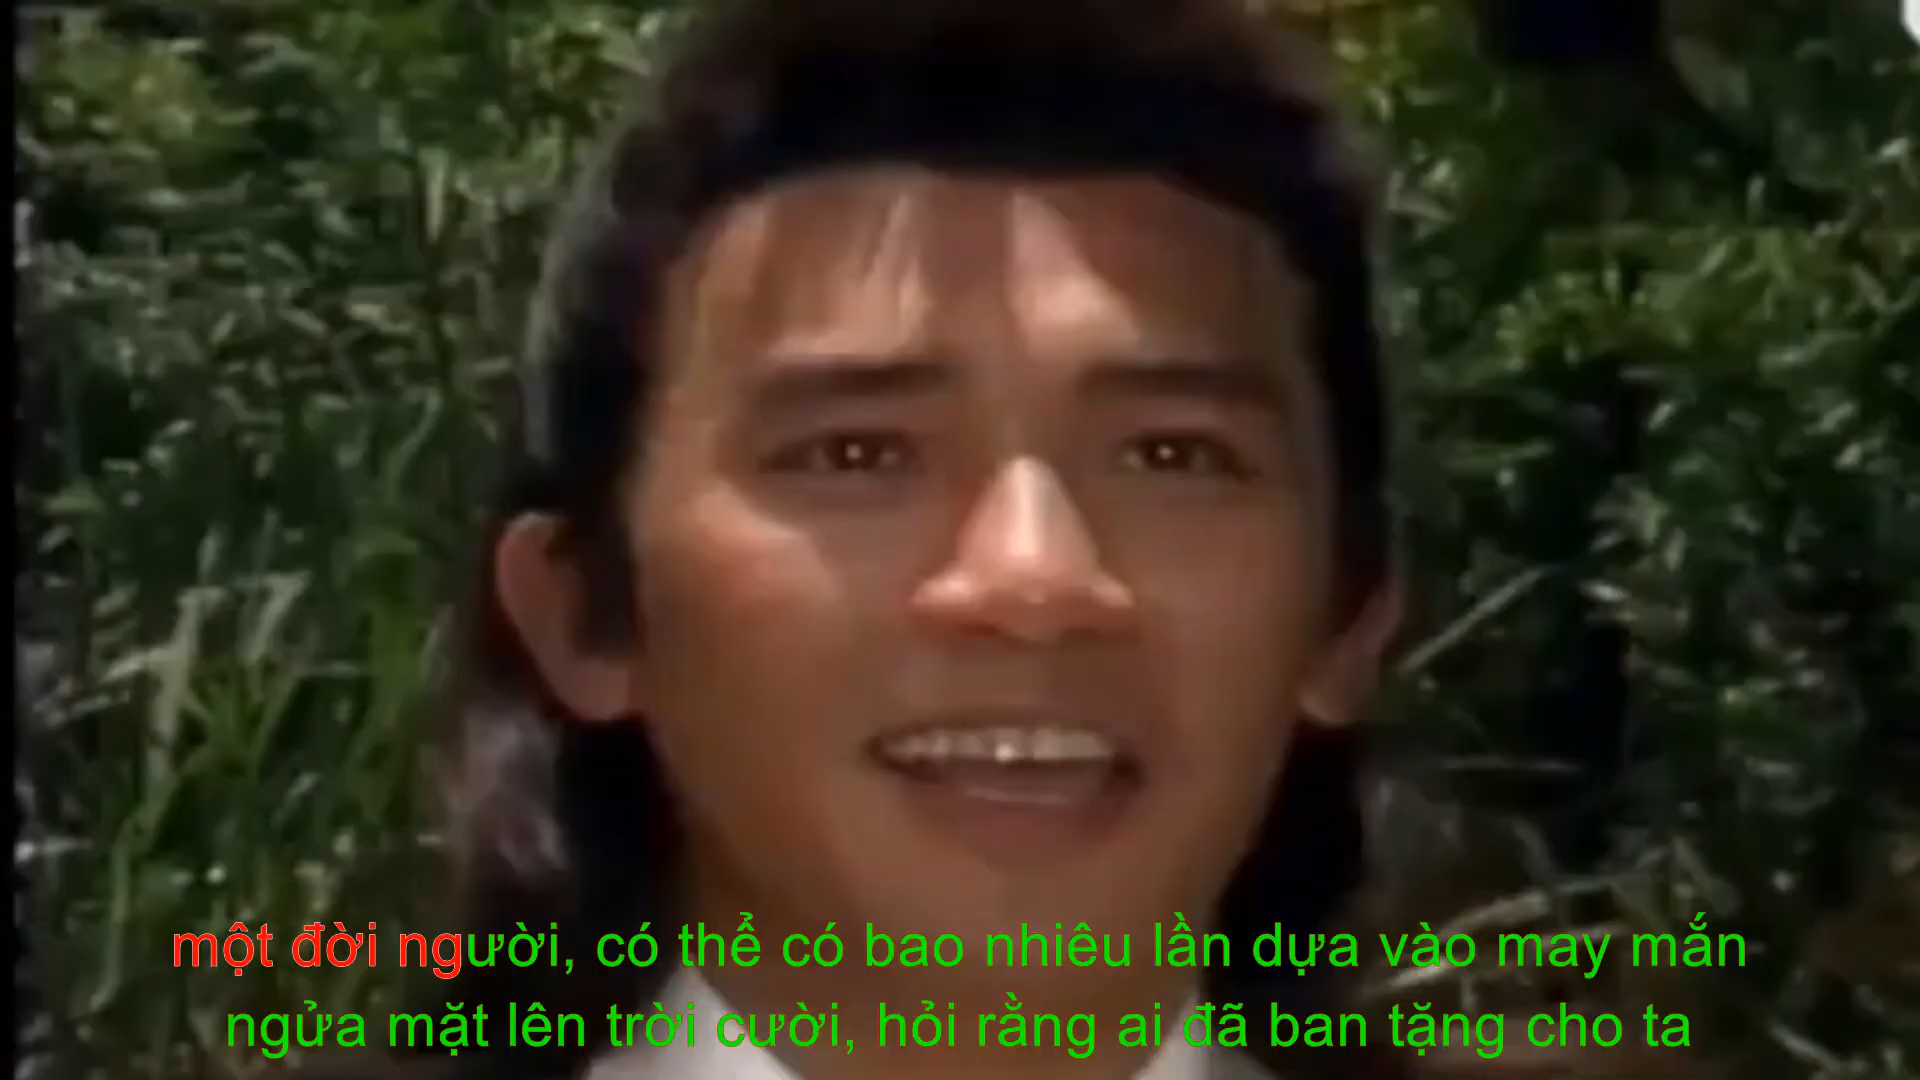 một đời người, có thể có bao nhiêu lần dựa vào may mắn
ngửa mặt lên trời cười, hỏi rằng ai đã ban tặng cho ta